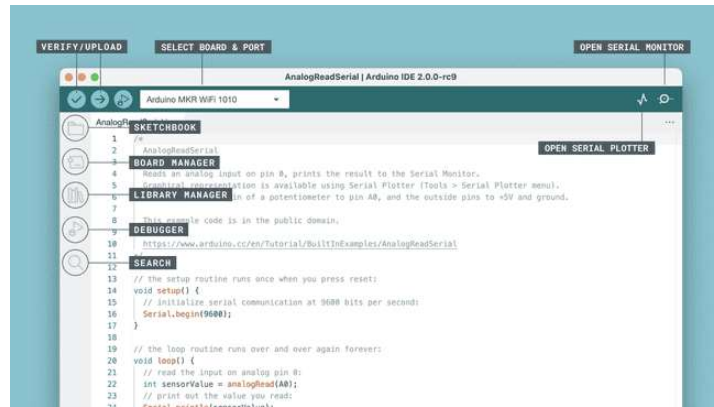 VERIFY/UPLOAD
SELECT BOARD & PORT
OPEN SERIAL MONITOR
AnalogReadSerial | Arduino IDE 2.0.0-rc9
Arduino MKR WiFi 1010
OPEN SERIAL PLOTTER
SKETCHBOOK
BOARD MANAGER
LIBRARY MANAGER
DEBUGGER
SEARCH
1 /*
2 AnalogReadSerial
3
4 Reads an analog input on pin 0, prints the result to the Serial Monitor.
5 Graphical representation is available using Serial Plotter (Tools > Serial Plotter menu).
6 in of a potentiometer to pin A0, and the outside pins to +5V and ground.
7
8 This example code is in the public domain.
9
10 https://www.arduino.cc/en/Tutorial/BuiltInExamples/AnalogReadSerial
11
12
13 // the setup routine runs once when you press reset:
14 void setup() {
15 // initialize serial communication at 9600 bits per second:
16 Serial.begin(9600);
17 }
18
19 // the loop routine runs over and over again forever:
20 void loop() {
21 // read the input on analog pin 0:
22 int sensorValue = analogRead(A0);
23 // print out the value you read:
24 Serial.println(sensorValue);